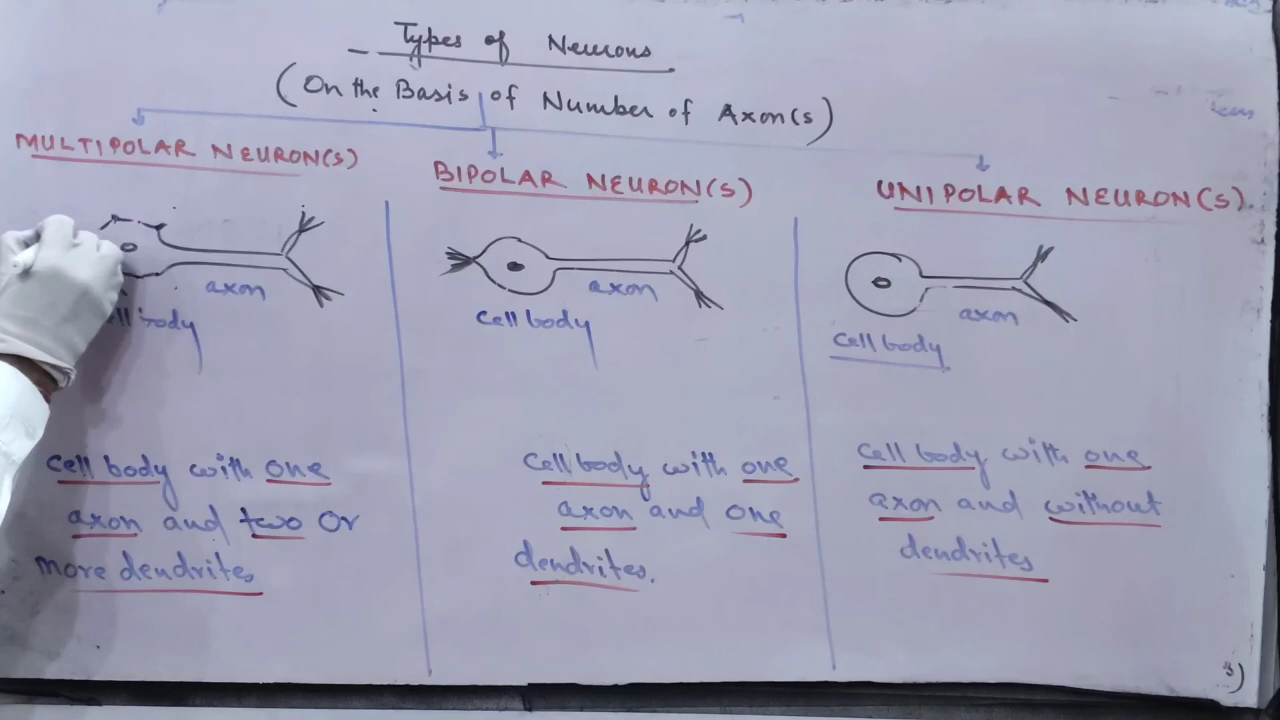 Types of Neurons
(On the Basis of Number of Axon(s)
MULTIPOLAR NEURON(S)
axon
body
cell body with one
axon and two or
more dendrites
BIPOLAR NEURON(S)
axon
cell body
cell body with one
axon and one
dendrites.
UNIPOLAR NEURON(S).
axon
cell body
cell body with one
axon and without
dendrites
3)